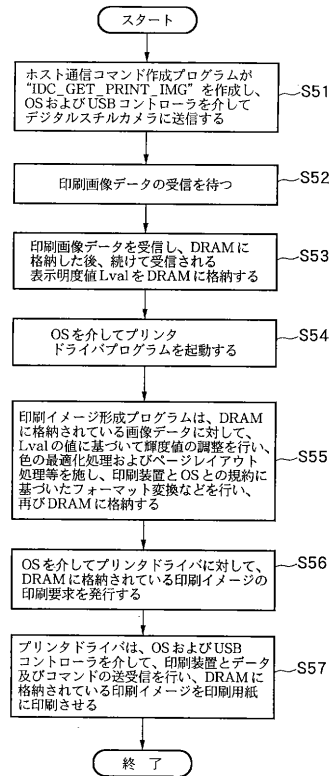 スタート
ホスト通信コマンド作成プログラムが
“IDC_GET_PRINT_IMG”を作成し、
OSおよびUSBコントローラを介して
デジタルスチルカメラに送信する
S51
印刷画像データの受信を待つ
S52
印刷画像データを受信し、DRAMに
格納した後、続けて受信される
表示明度値LvalをDRAMに格納する
S53
OSを介してプリンタ
ドライバプログラムを起動する
S54
印刷イメージ形成プログラムは、DRAM
に格納されている画像データに対して、
Lvalの値に基づいて輝度値の調整を行い、
色の最適化処理およびページレイアウト
処理等を施し、印刷装置とOSとの規約に
基づいたフォーマット変換などを行い、
再びDRAMに格納する
S55
OSを介してプリンタドライバに対して、
DRAMに格納されている印刷イメージの
印刷要求を発行する
S56
プリンタドライバは、OSおよびUSB
コントローラを介して、印刷装置とデータ
及びコマンドの送受信を行い、DRAMに
格納されている印刷イメージを印刷用紙
に印刷させる
S57
終 了